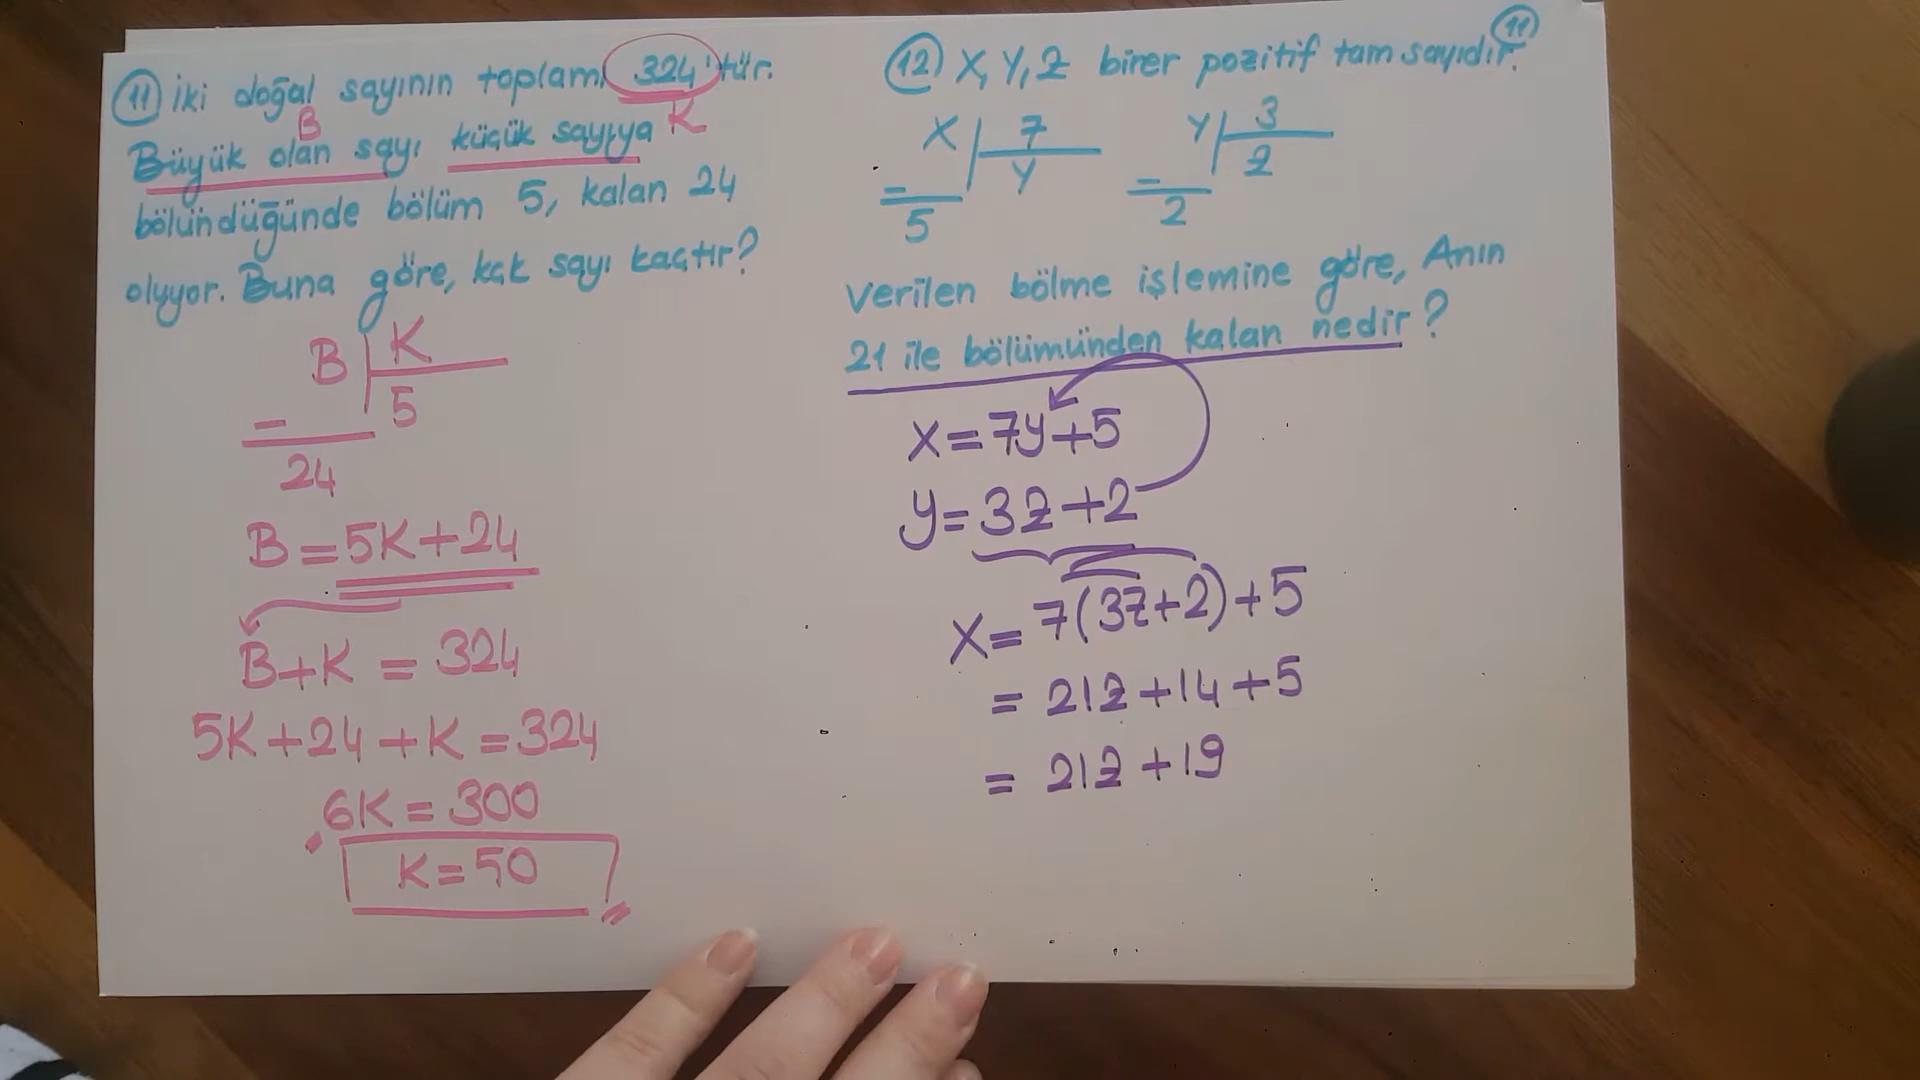 11 İki doğal sayının toplamı 324'tür.
B K
Büyük olan sayı küçük sayıya
bölündüğünde bölüm 5, kalan 24
olyyor. Buna göre, kçk sayı kaçtır?
B K
5
-
24
B=5K+24
B+K = 324
5K+24+K=324
6K=300
K=50
11
12 X, Y, Z birer pozitif tam sayıdır.
X 7
Y
-
5
Y 3
Z
-
2
Verilen bölme işlemine göre, Anın
21 ile bölümünden kalan nedir?
X=7y+5
y=3z+2
X=7(3z+2)+5
= 21z+14+5
= 21z+19